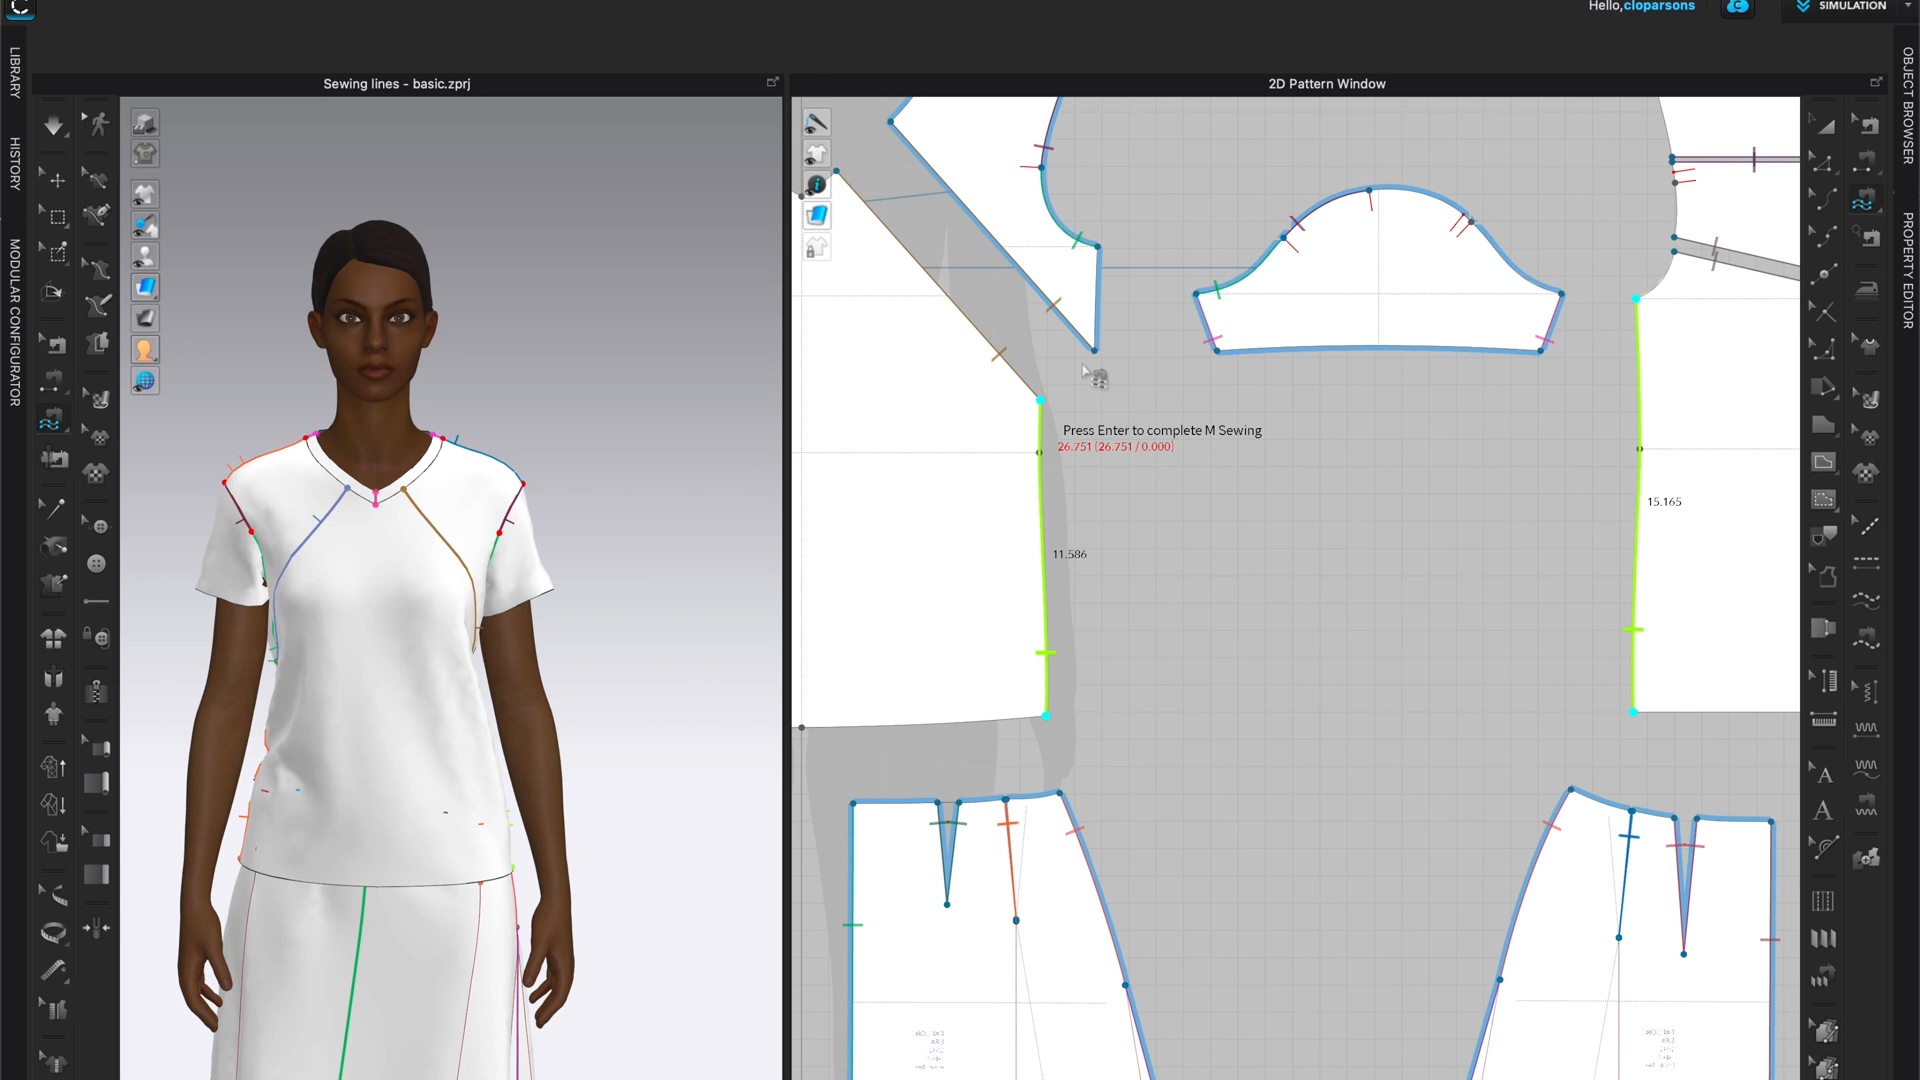 Hello,cloparsons
SIMULATION
LIBRARY
HISTORY
MODULAR CONFIGURATOR
Sewing lines - basic.zprj
2D Pattern Window
OBJECT BROWSER
PROPERTY EDITOR
Press Enter to complete M Sewing
26.751 (26.751 / 0.000)
15.165
11.586